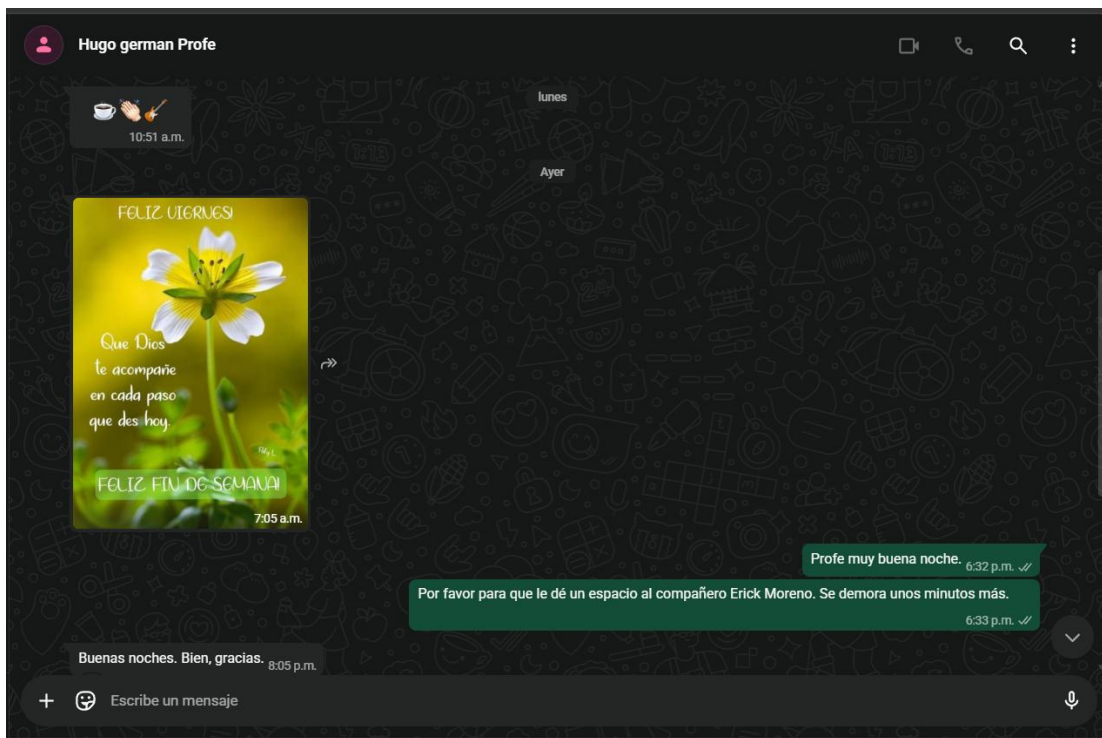 Hugo german Profe
lunes
10:51 a.m.
Ayer
FELIZ VIERNES!
Que Dios
te acompañe
en cada paso
que des hoy.
FELIZ FIN DE SEMANA!
7:05 a.m.
Profe muy buena noche. 6:32 p.m.
Por favor para que le dé un espacio al compañero Erick Moreno. Se demora unos minutos más.
6:33 p.m.
Buenas noches. Bien, gracias. 8:05 p.m.
Escribe un mensaje